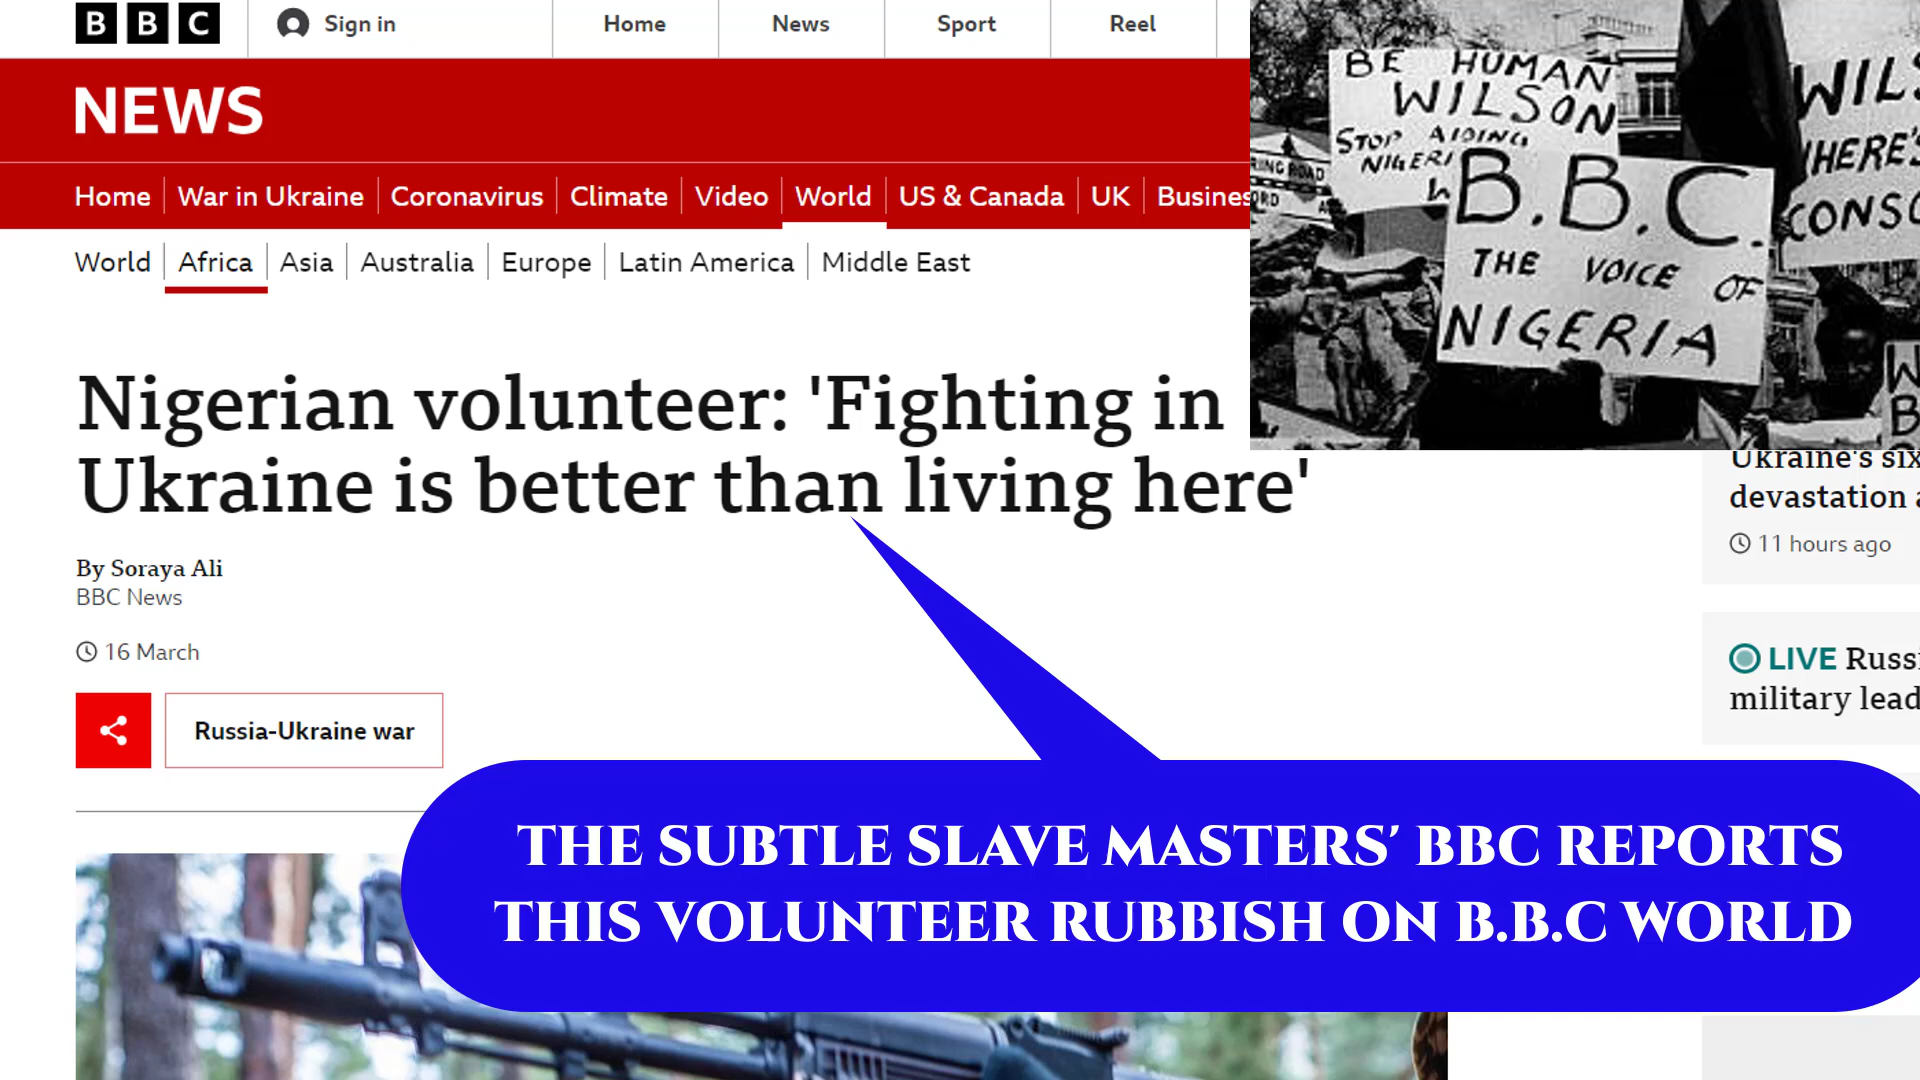 BBC
Sign in
Home
News
Sport
Reel
NEWS
Home
War in Ukraine
Coronavirus
Climate
Video
World
US & Canada
UK
World
Africa
Asia
Australia
Europe
Latin America
Middle East
BE HUMAN
WILSON
STOP AIDING
B.B.C.
THE VOICE OF
NIGERIA
Nigerian volunteer: 'Fighting in
Ukraine is better than living here'
By Soraya Ali
BBC News
16 March
Russia-Ukraine war
Ukraine's six
devastation
11 hours ago
LIVE
military
THE SUBTLE SLAVE MASTERS' BBC REPORTS
THIS VOLUNTEER RUBBISH ON B.B.C WORLD